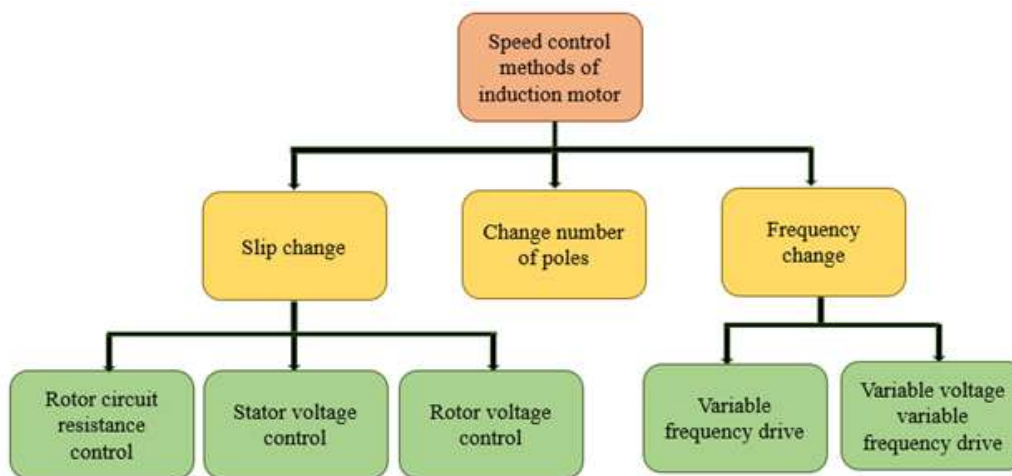 Speed control
methods of
induction motor
Slip change
Change number
of poles
Frequency
change
Rotor circuit
resistance
control
Stator voltage
control
Rotor voltage
control
Variable
frequency drive
Variable voltage
variable
frequency drive